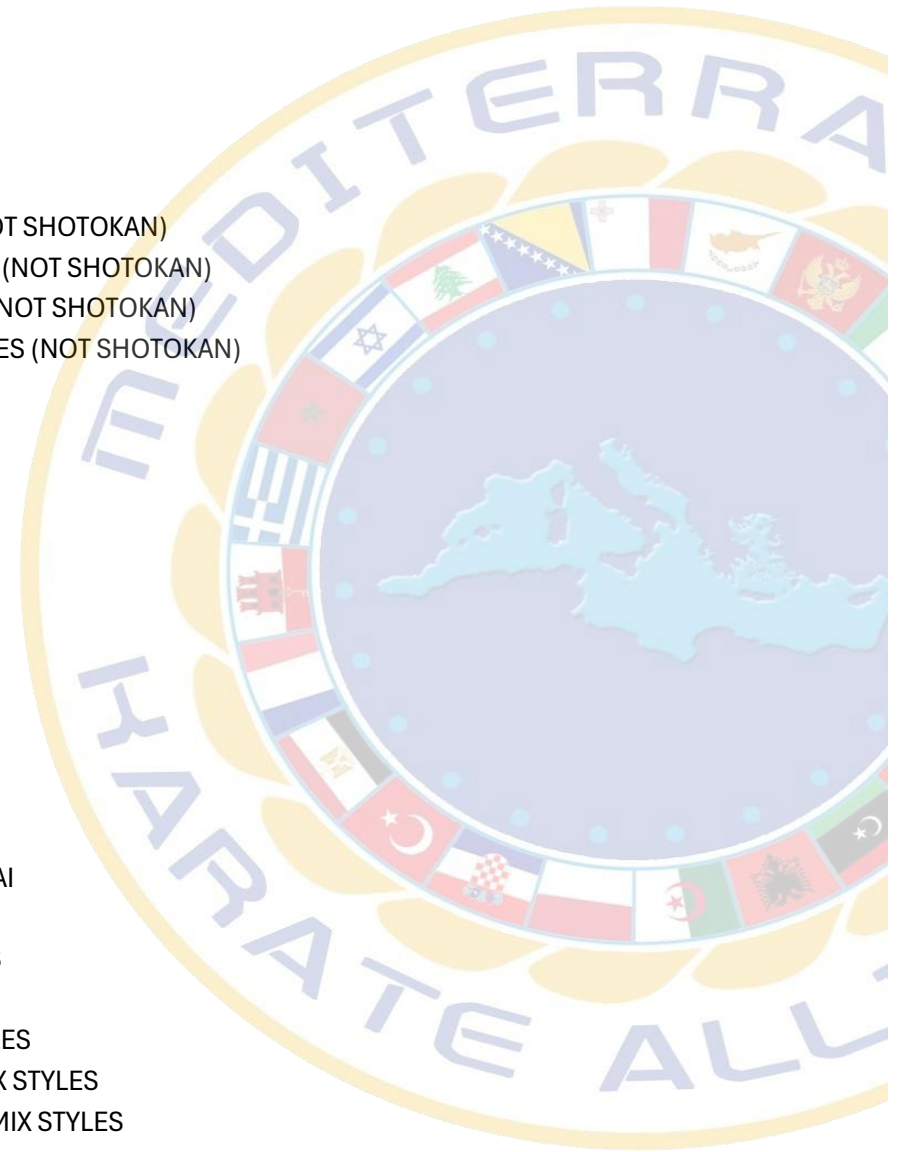 MEDITERRA
OT SHOTOKAN)
(NOT SHOTOKAN)
NOT SHOTOKAN)
ES (NOT SHOTOKAN)
AI
S
ES
X STYLES
MIX STYLES
KARATE ALL